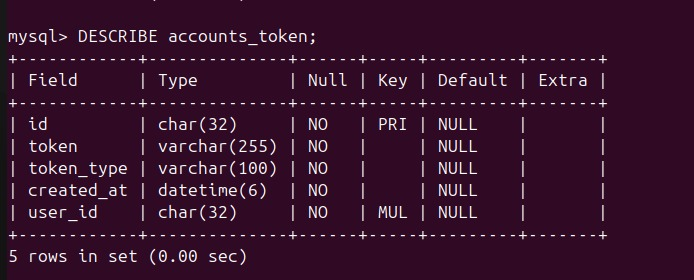 mysql> DESCRIBE accounts_token;
+------------+--------------+------+-----+---------+-------+
| Field      | Type         | Null | Key | Default | Extra |
+------------+--------------+------+-----+---------+-------+
| id         | char(32)     | NO   | PRI | NULL    |       |
| token      | varchar(255) | NO   |     | NULL    |       |
| token_type | varchar(100) | NO   |     | NULL    |       |
| created_at | datetime(6)  | NO   |     | NULL    |       |
| user_id    | char(32)     | NO   | MUL | NULL    |       |
+------------+--------------+------+-----+---------+-------+
5 rows in set (0.00 sec)